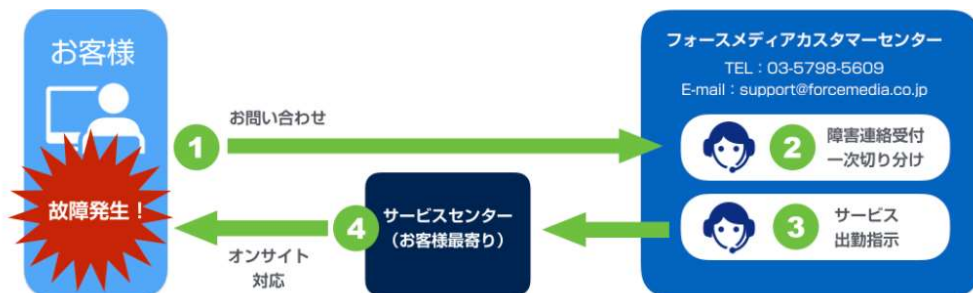 お客様
故障発生！
1
お問い合わせ
フォースメディアカスタマーセンター
TEL：03-5798-5609
E-mail：support@forcemedia.co.jp
2
障害連絡受付
一次切り分け
3
サービス
出勤指示
4
サービスセンター
（お客様最寄り）
オンサイト
対応